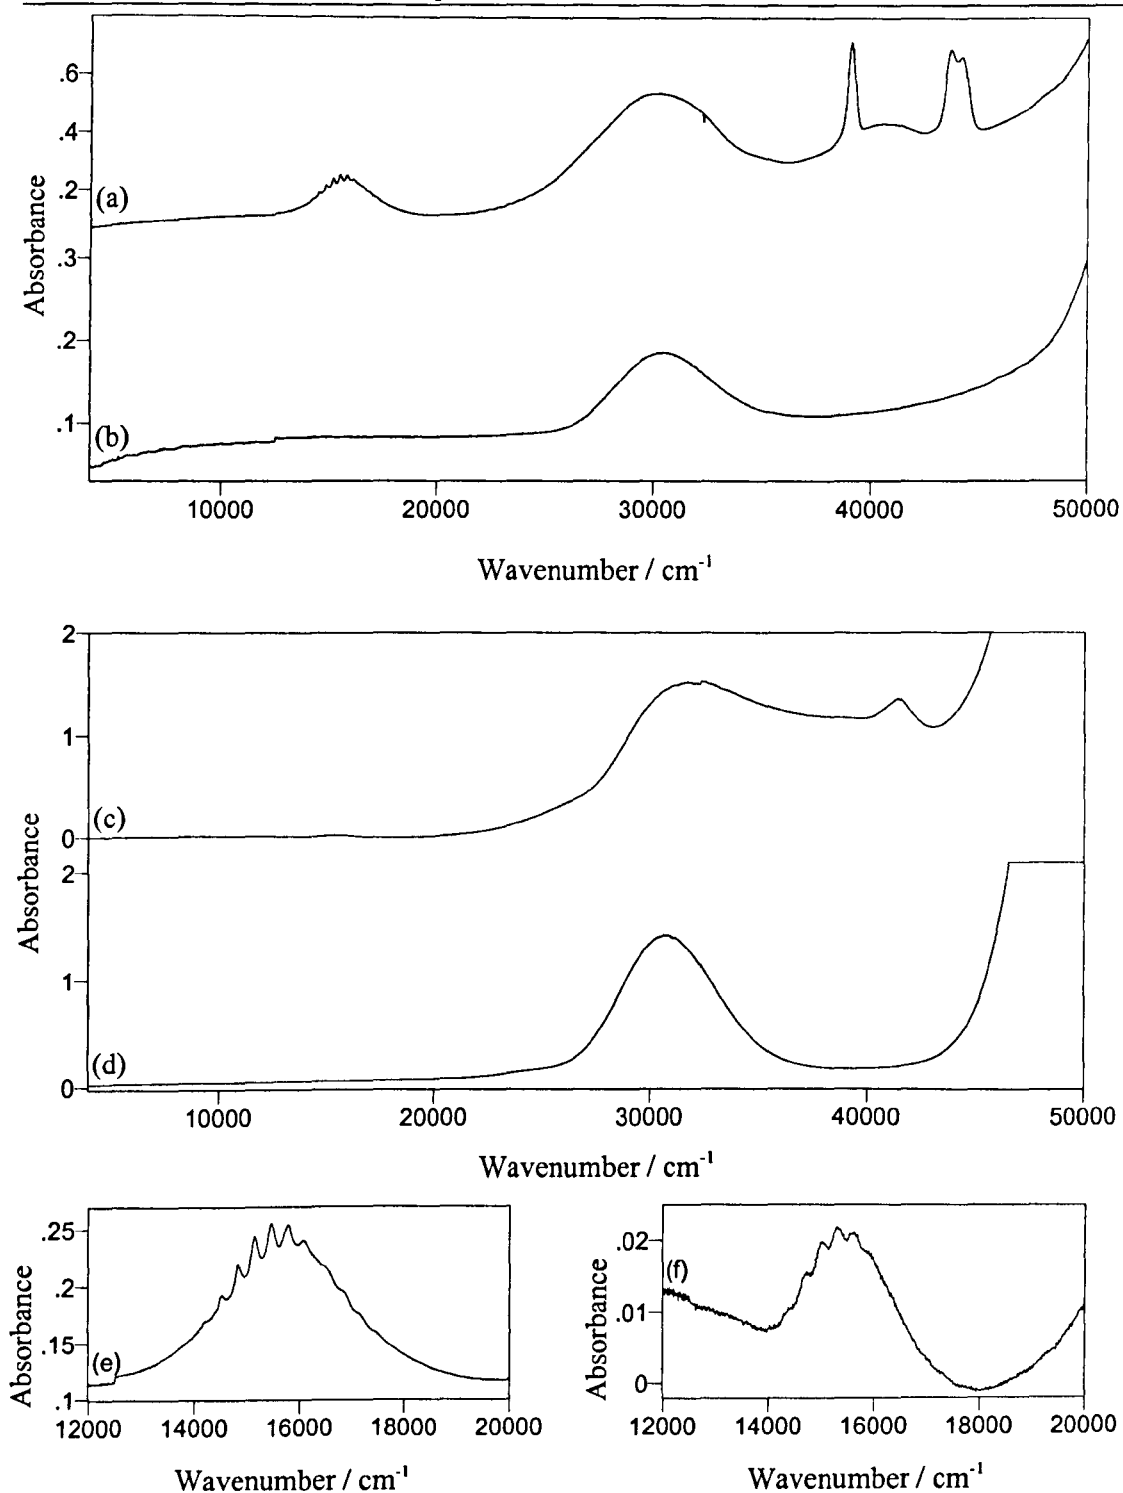 .6
.4
(a)
.2
Absorbance
.3
.2
.1
(b)
10000 20000 30000 40000 50000
Wavenumber / cm-1
2
1
(c)
0
Absorbance
2
1
(d)
0
10000 20000 30000 40000 50000
Wavenumber / cm-1
.25
.2
.15
(e)
.1
Absorbance
12000 14000 16000 18000 20000
Wavenumber / cm-1
.02
(f)
.01
0
Absorbance
12000 14000 16000 18000 20000
Wavenumber / cm-1